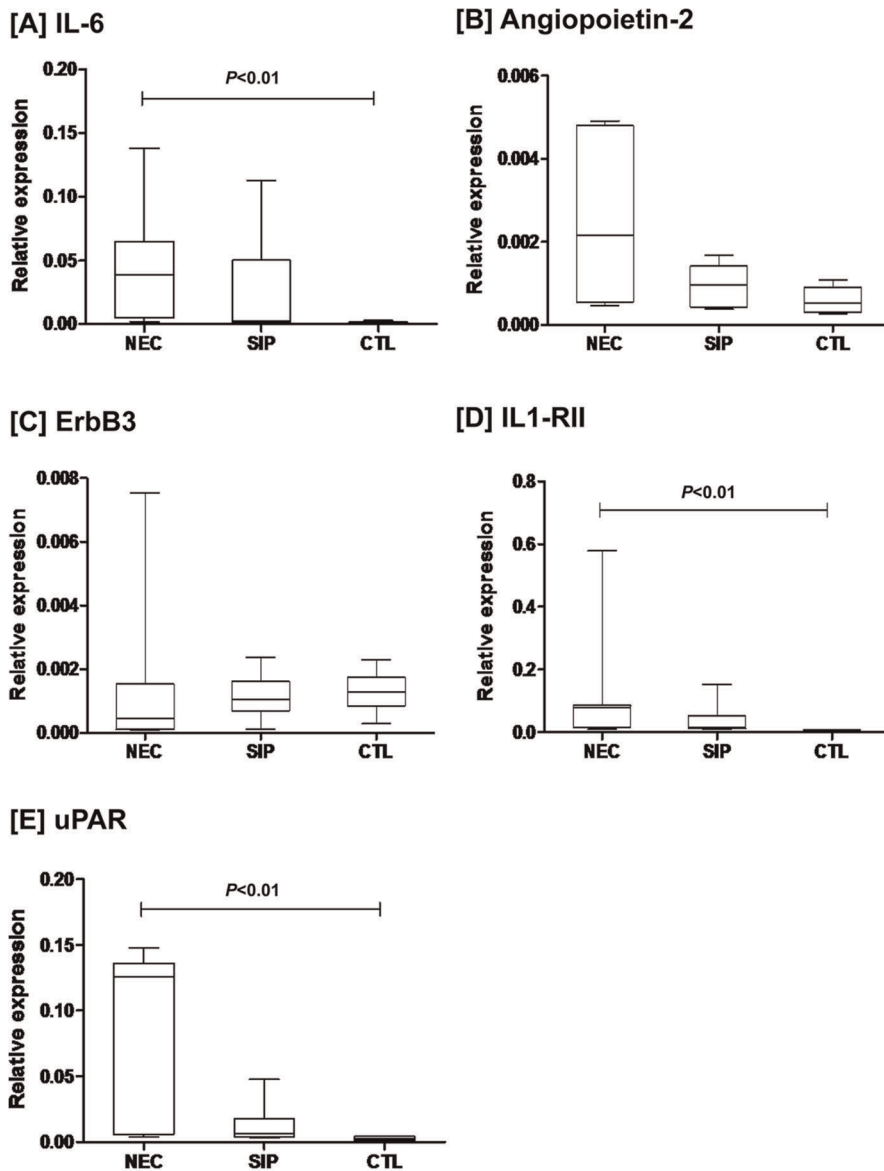 [A] IL-6
P<0.01
Relative expression
0.20
0.15
0.10
0.05
0.00
NEC SIP CTL
[B] Angiopoietin-2
Relative expression
0.006
0.004
0.002
0.000
NEC SIP CTL
[C] ErbB3
Relative expression
0.008
0.006
0.004
0.002
0.000
NEC SIP CTL
[D] IL1-RII
P<0.01
Relative expression
0.8
0.6
0.4
0.2
0.0
NEC SIP CTL
[E] uPAR
P<0.01
Relative expression
0.20
0.15
0.10
0.05
0.00
NEC SIP CTL